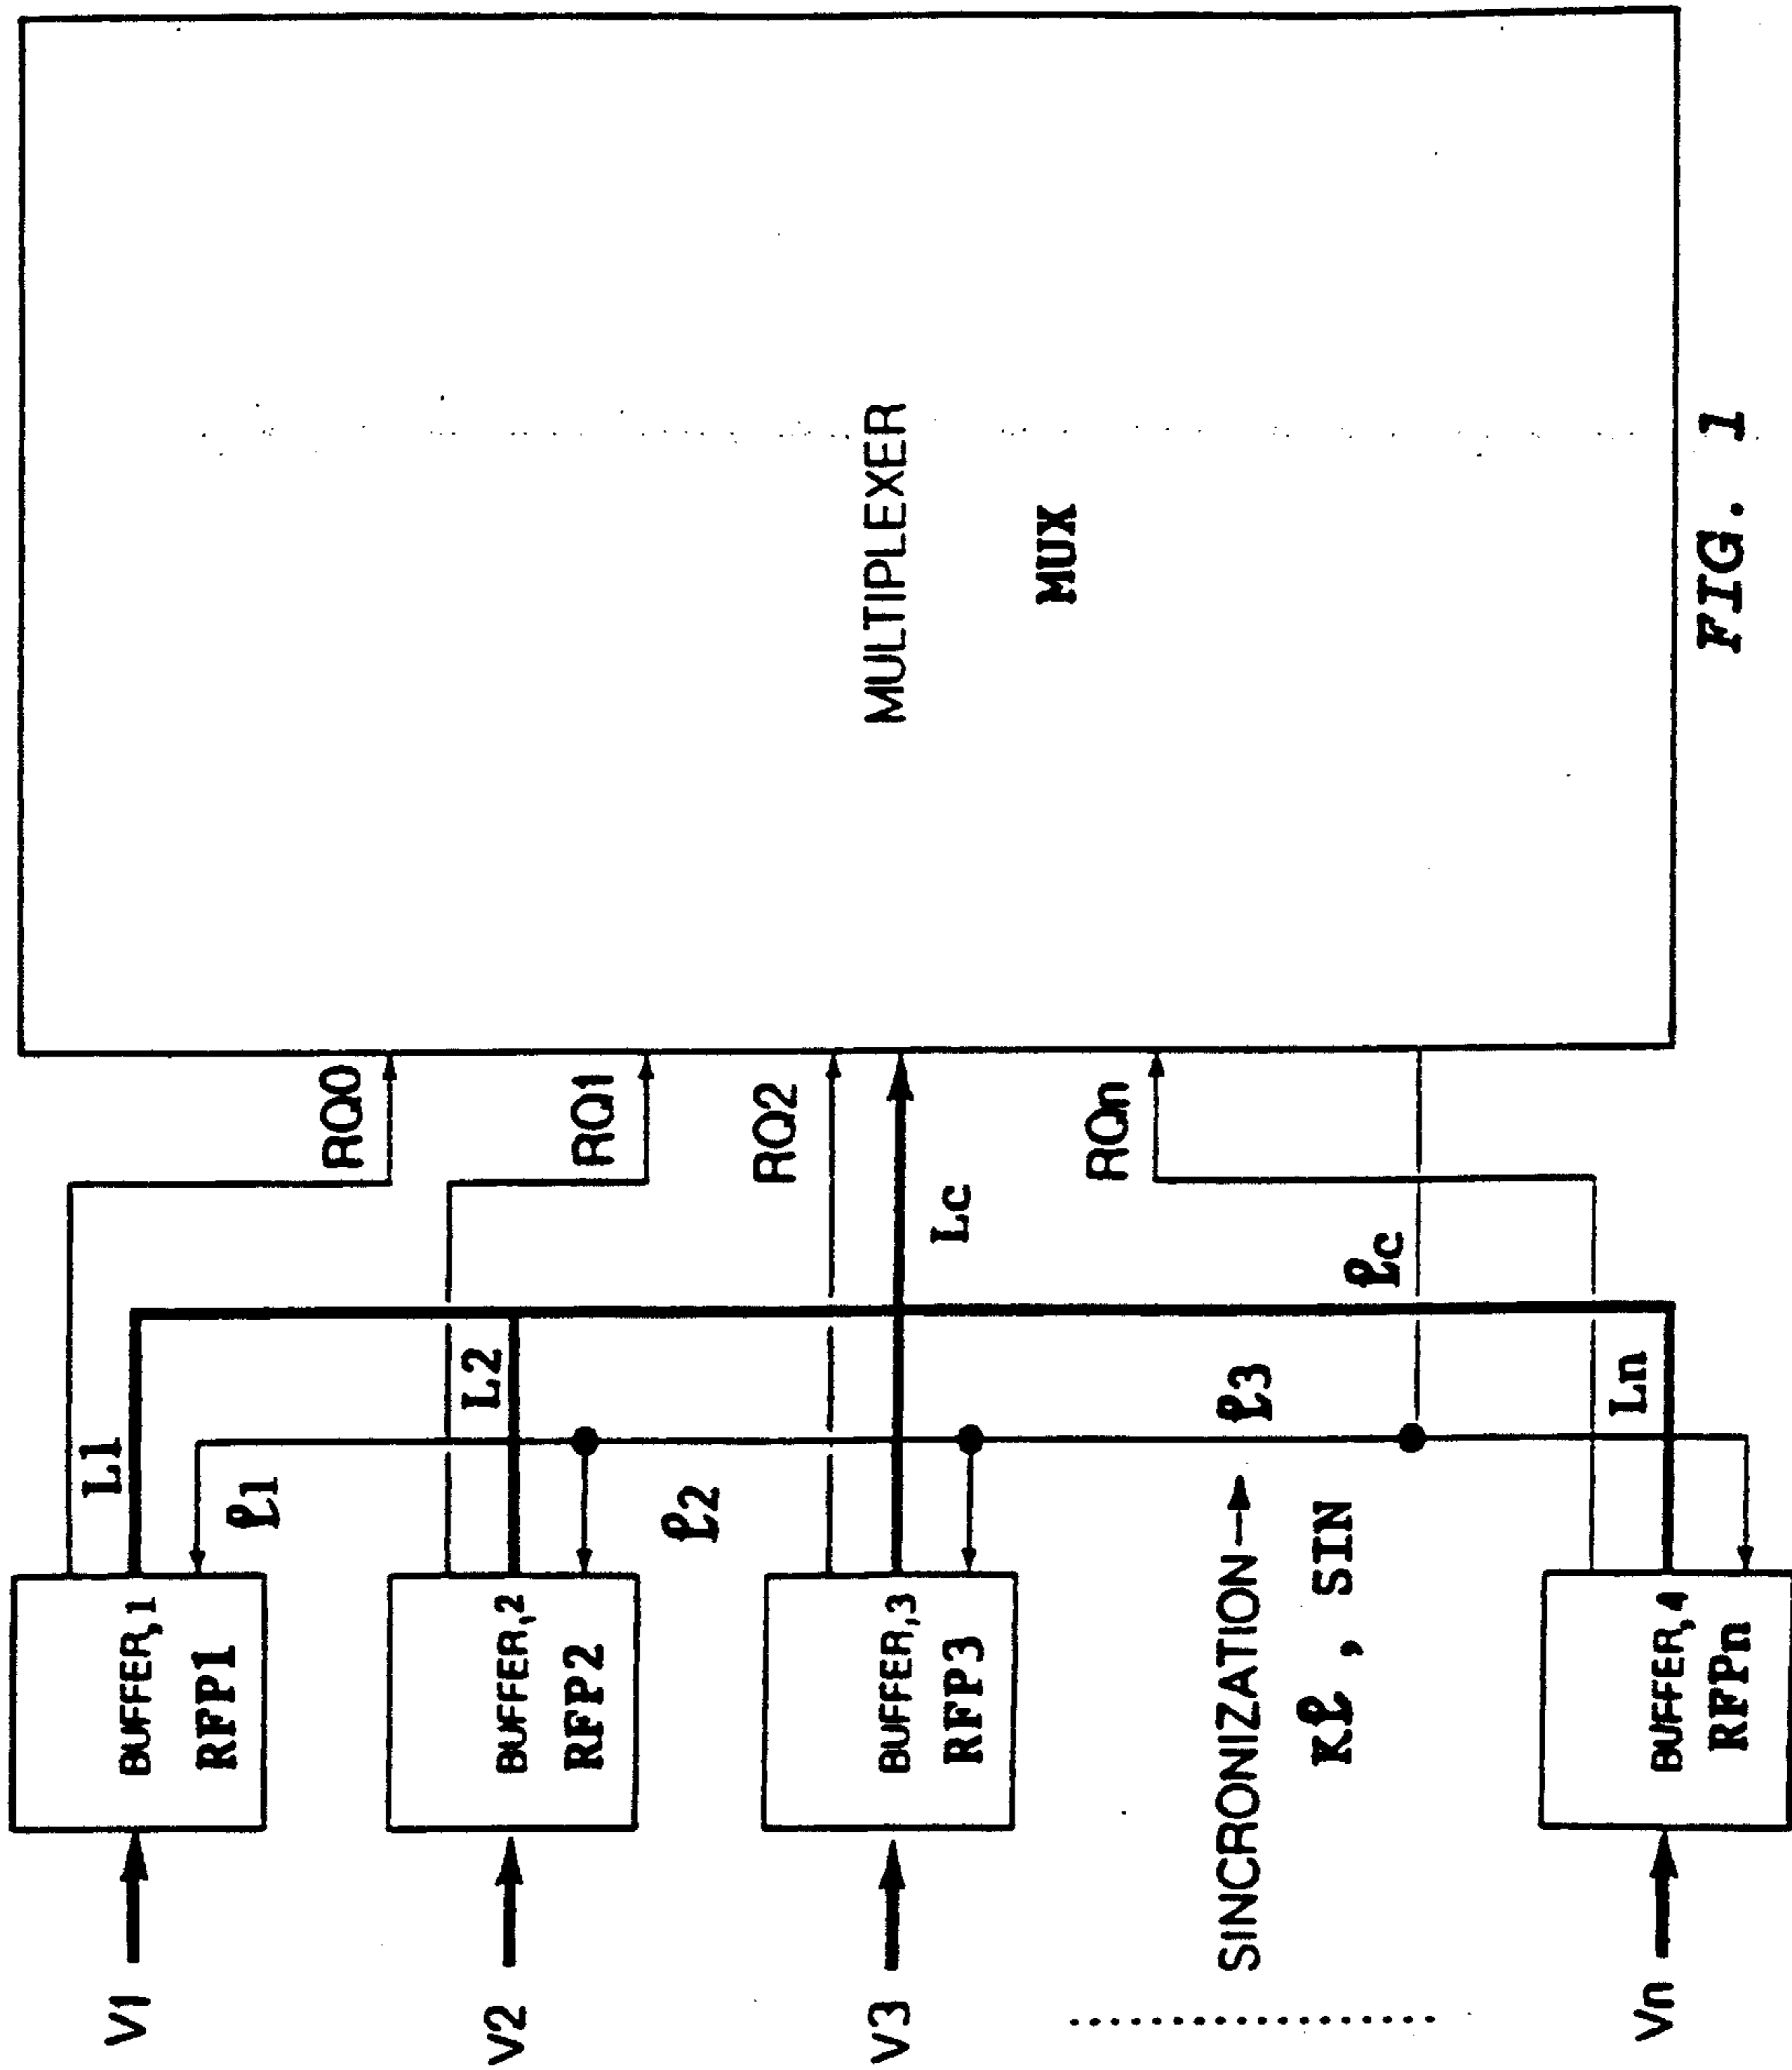 V1
BUFFER,1
RFP1
L1
ℓ1
RQ0
V2
BUFFER,2
RFP2
L2
ℓ2
RQ1
V3
BUFFER,3
RFP3
RQ2
Lc
ℓ3
ℓc
RQn
SINCRONIZATION
Kℓ , SIN
Vn
BUFFER,4
RFPn
Ln
MULTIPLEXER
MUX
FIG. 1